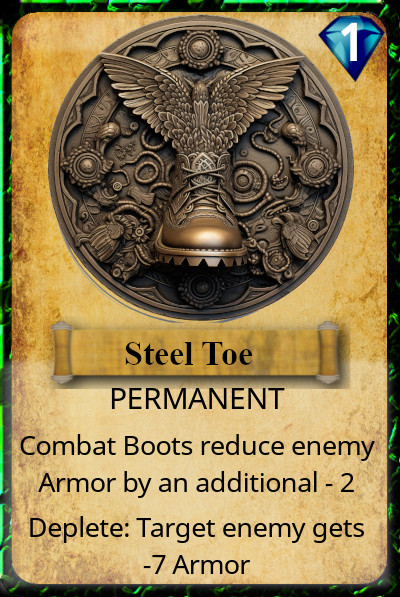 1
Steel Toe
PERMANENT
Combat Boots reduce enemy
Armor by an additional - 2
Deplete: Target enemy gets
-7 Armor